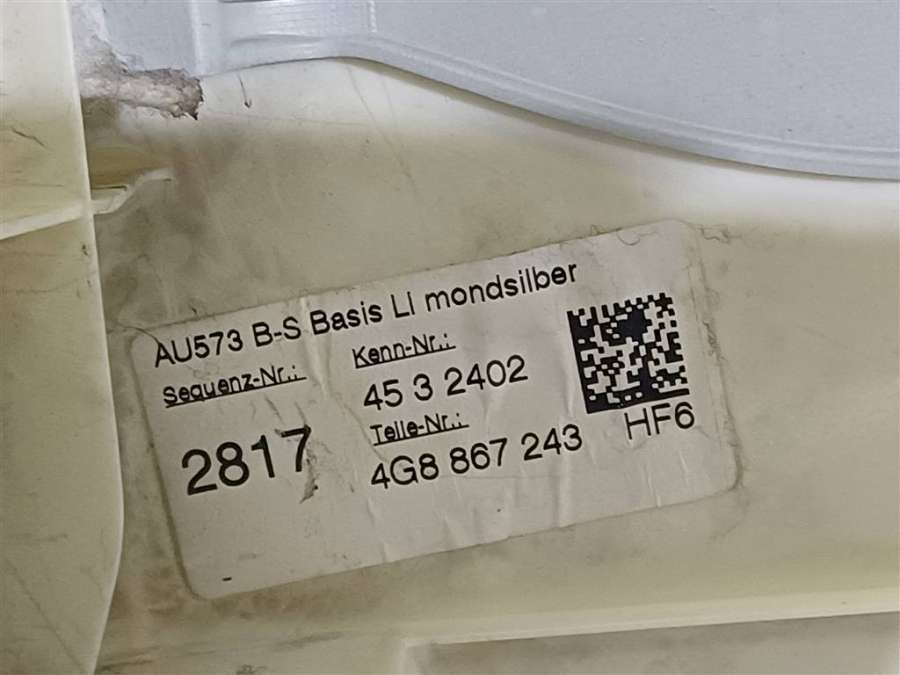 AU573 B-S Basis LI mondsilber
Sequenz-Nr.:
2817
Kenn-Nr.:
45 3 2402
Teile-Nr.:
4G8 867 243
HF6